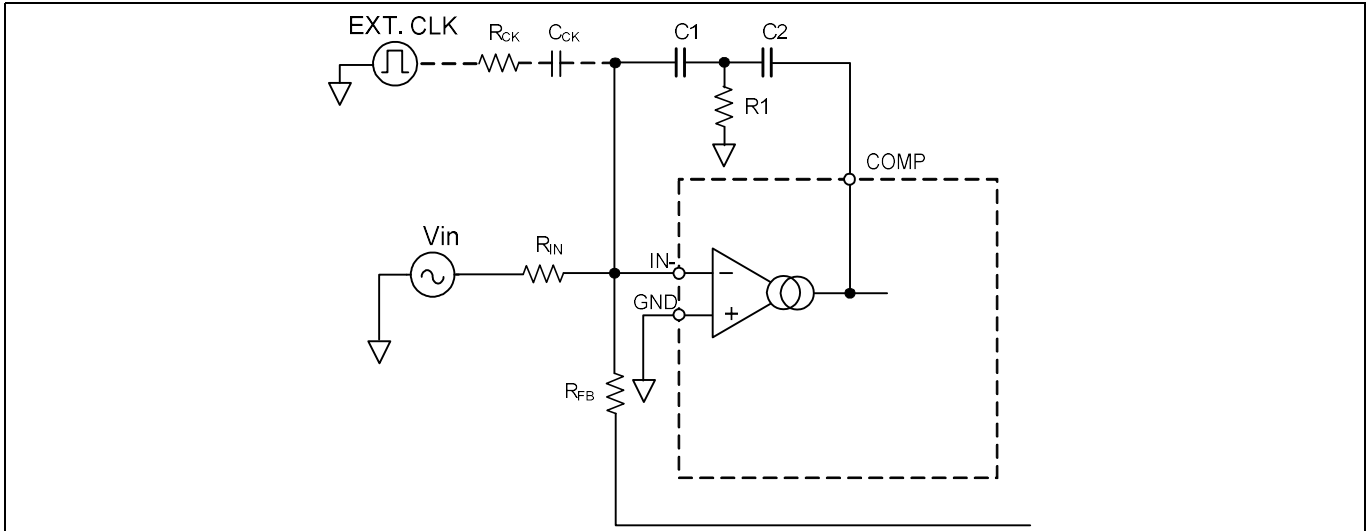 EXT. CLK
RCK
CCK
C1
C2
R1
COMP
Vin
RIN
IN-
GND
RFB